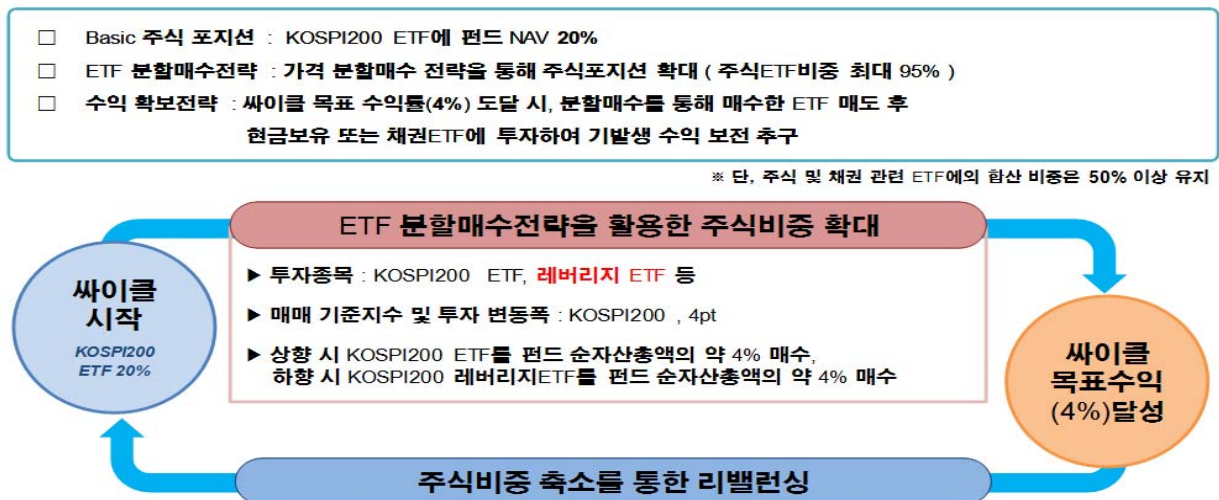 □ Basic 주식 포지션 : KOSPI200 ETF에 펀드 NAV 20%
□ ETF 분할매수전략 : 가격 분할매수 전략을 통해 주식포지션 확대 ( 주식ETF비중 최대 95% )
□ 수익 확보전략 : 싸이클 목표 수익률(4%) 도달 시, 분할매수를 통해 매수한 ETF 매도 후
현금보유 또는 채권ETF에 투자하여 기발생 수익 보전 추구
※ 단, 주식 및 채권 관련 ETF에의 합산 비중은 50% 이상 유지
ETF 분할매수전략을 활용한 주식비중 확대
싸이클
시작
KOSPI200
ETF 20%
▶ 투자종목 : KOSPI200 ETF, 레버리지 ETF 등
▶ 매매 기준지수 및 투자 변동폭 : KOSPI200 , 4pt
▶ 상향 시 KOSPI200 ETF를 펀드 순자산총액의 약 4% 매수,
하향 시 KOSPI200 레버리지ETF를 펀드 순자산총액의 약 4% 매수
싸이클
목표수익
(4%)달성
주식비중 축소를 통한 리밸런싱